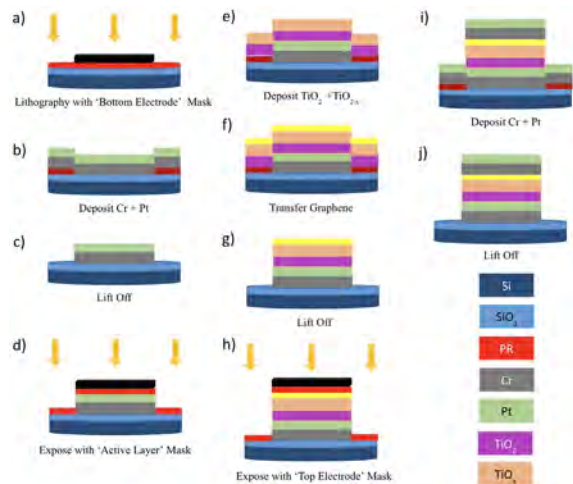 a)
Lithography with 'Bottom Electrode' Mask
b)
Deposit Cr + Pt
c)
Lift Off
d)
Expose with 'Active Layer' Mask
e)
Deposit TiO2 +TiO2-x
f)
Transfer Graphene
g)
Lift Off
h)
Expose with 'Top Electrode' Mask
i)
Deposit Cr + Pt
j)
Lift Off
Si
SiO2
PR
Cr
Pt
TiO2
TiOx